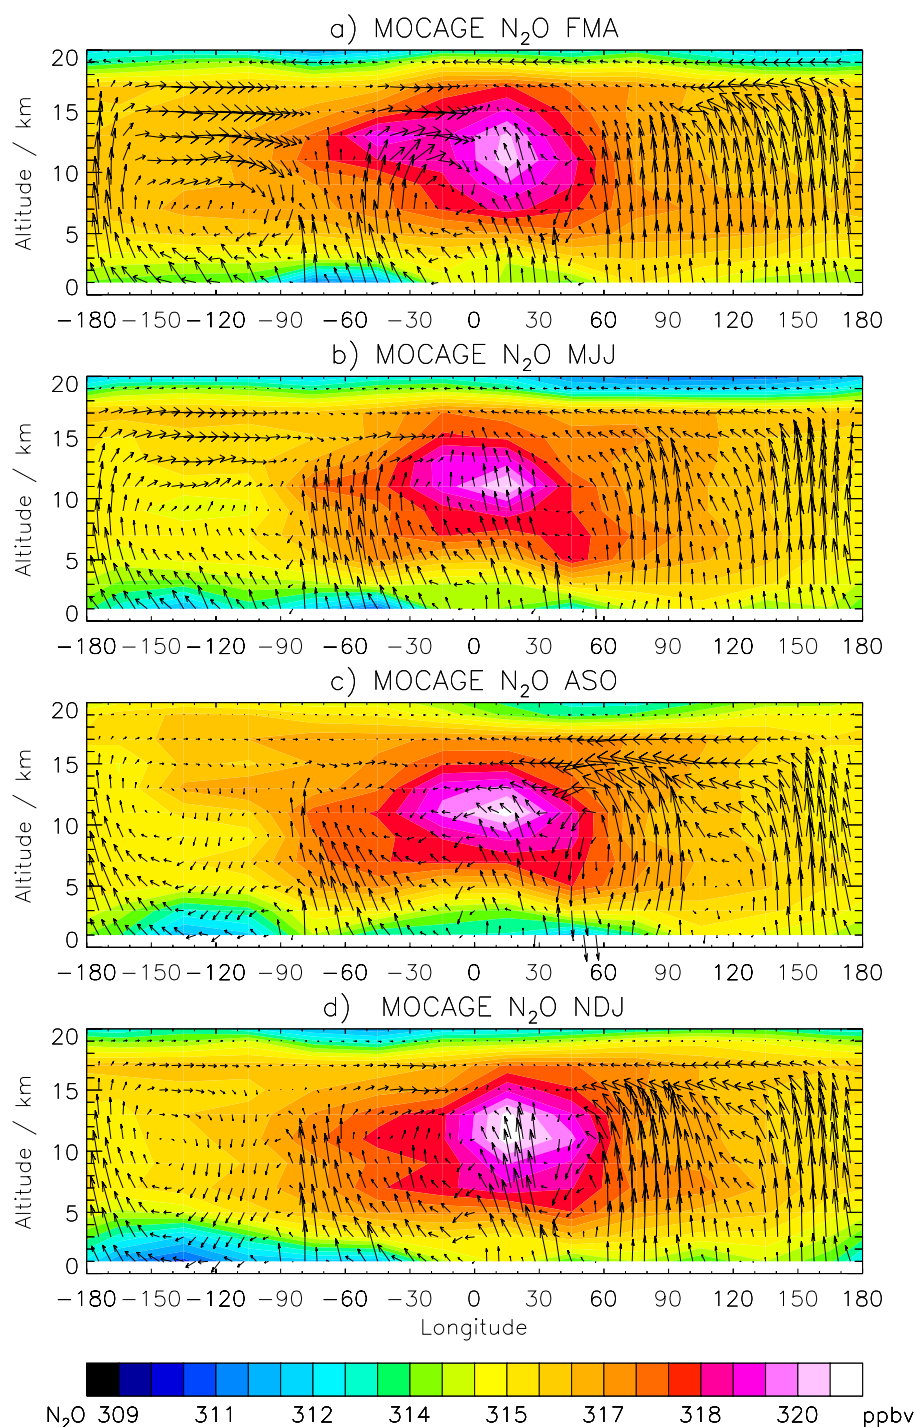 a) MOCAGE N₂O FMA
20
15
10
5
0
Altitude / km
−180 −150 −120 −90 −60 −30 0 30 60 90 120 150 180
b) MOCAGE N₂O MJJ
20
15
10
5
0
Altitude / km
−180 −150 −120 −90 −60 −30 0 30 60 90 120 150 180
c) MOCAGE N₂O ASO
20
15
10
5
0
Altitude / km
−180 −150 −120 −90 −60 −30 0 30 60 90 120 150 180
d) MOCAGE N₂O NDJ
20
15
10
5
0
Altitude / km
−180 −150 −120 −90 −60 −30 0 30 60 90 120 150 180
Longitude
N₂O 309 311 312 314 315 317 318 320 ppbv